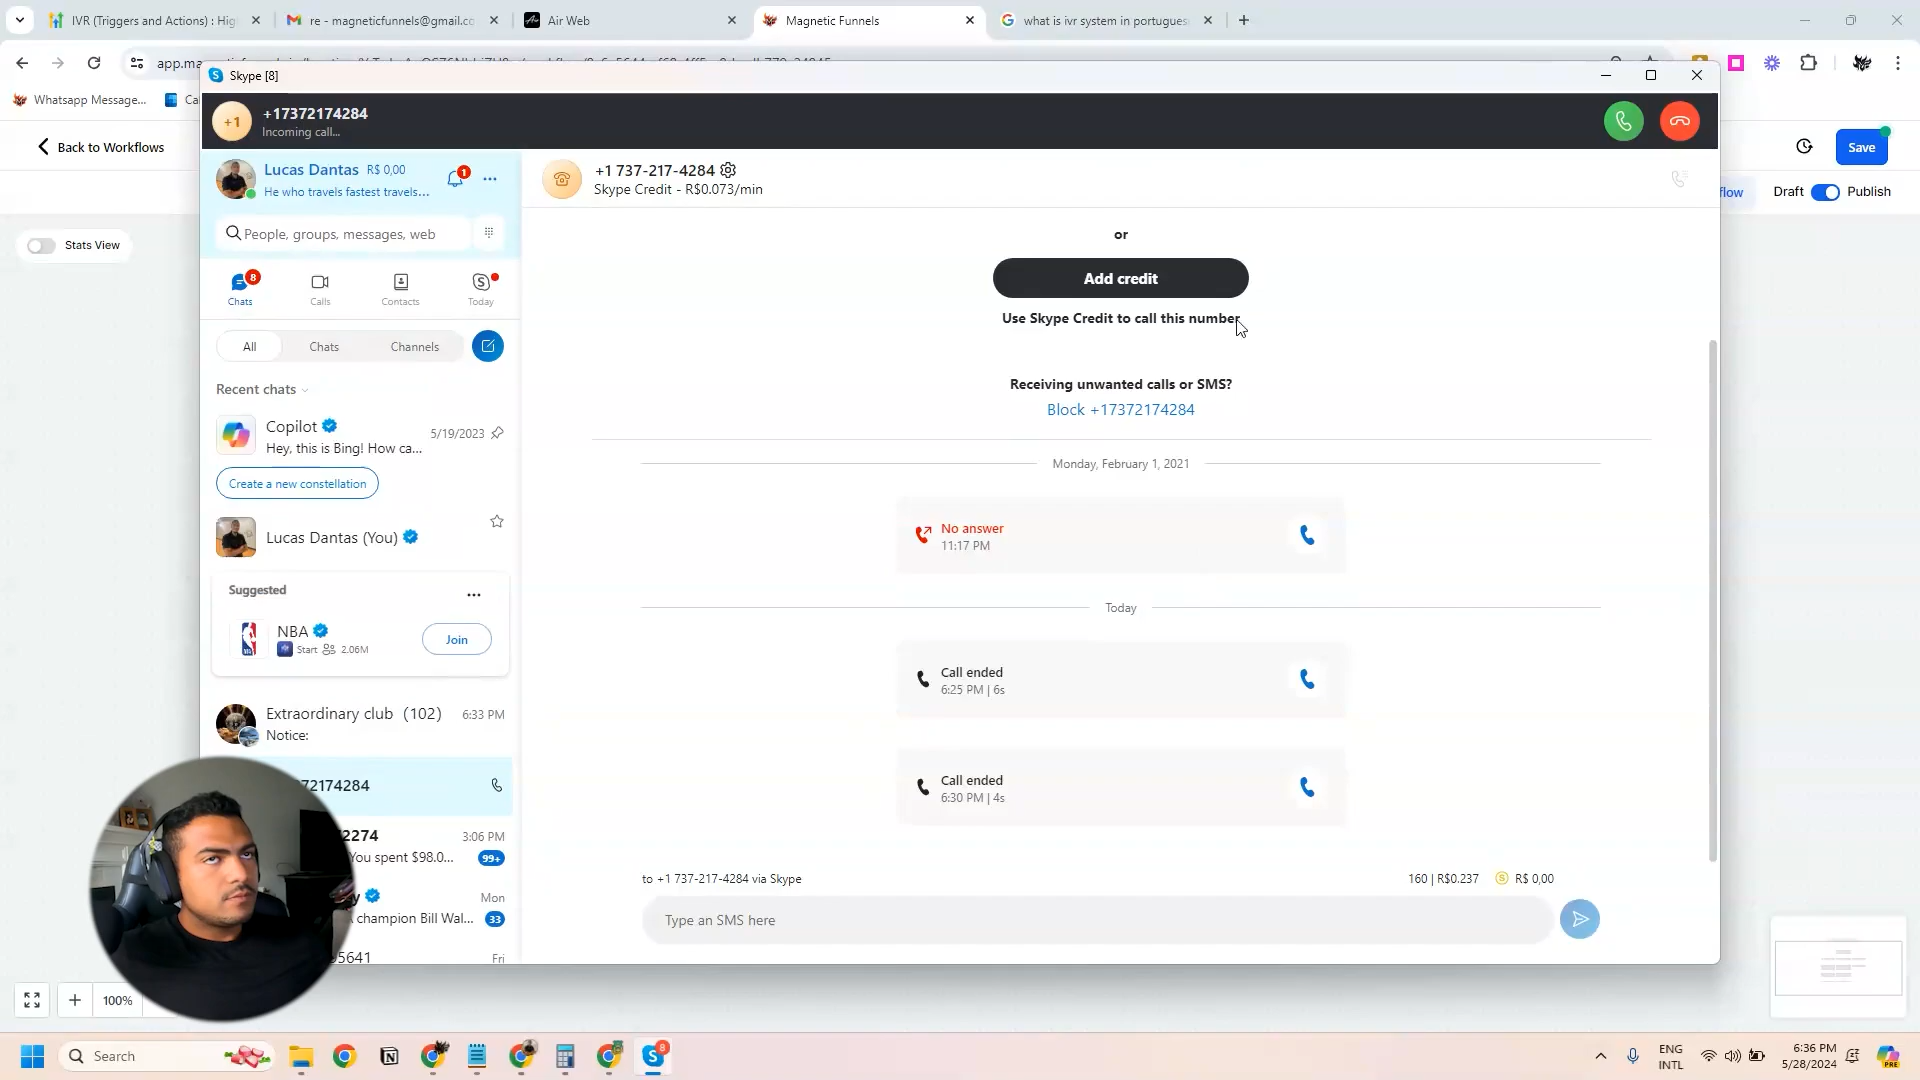 IVR (Triggers and Actions) : High
re - magneticfunnels@gmail.co
Air Web
Magnetic Funnels
what is ivr system in portugues
app.ma
Whatsapp Message...
Ca
Skype [8]
+1
+17372174284
Incoming call...
Back to Workflows
Save
Lucas Dantas
R$ 0,00
1
He who travels fastest travels...
+1 737-217-4284
Skype Credit - R$0.073/min
flow
Draft
Publish
People, groups, messages, web
Stats View
or
8
Chats
Calls
Contacts
Today
Add credit
Use Skype Credit to call this number
All
Chats
Channels
Recent chats
Receiving unwanted calls or SMS?
Block +17372174284
Copilot
5/19/2023
Hey, this is Bing! How ca...
Monday, February 1, 2021
Create a new constellation
No answer
11:17 PM
Lucas Dantas (You)
Suggested
NBA
Start
2.06M
Join
Today
Call ended
6:25 PM | 6s
Extraordinary club (102)
6:33 PM
Notice:
72174284
Call ended
6:30 PM | 4s
2274
3:06 PM
You spent $98.0...
99+
y
Mon
champion Bill Wal...
33
5641
Fri
to +1 737-217-4284 via Skype
160 | R$0.237
R$ 0,00
Type an SMS here
100%
Search
8
ENG
INTL
6:36 PM
5/28/2024
PRE